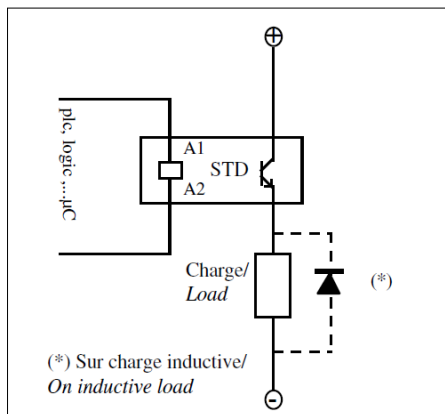 +
plc, logic ,...µC
A1
STD
A2
Charge/
Load
(*)
(*) Sur charge inductive/
On inductive load
-